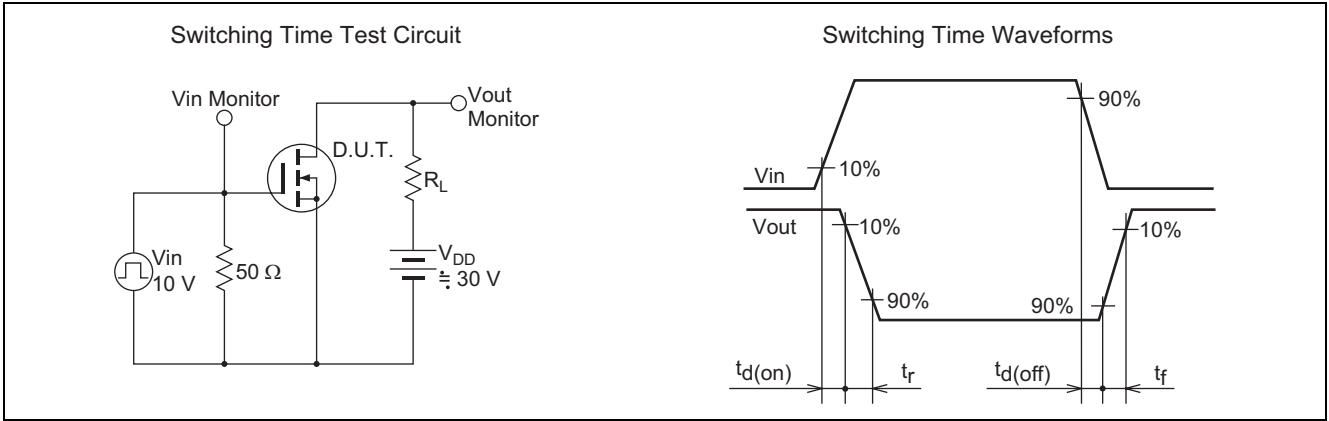 Switching Time Test Circuit
Vin Monitor
Vout
Monitor
D.U.T.
RL
Vin
10 V
50 Ω
VDD
≒ 30 V
Switching Time Waveforms
Vin
10%
90%
Vout
10%
90%
90%
10%
td(on)
tr
td(off)
tf